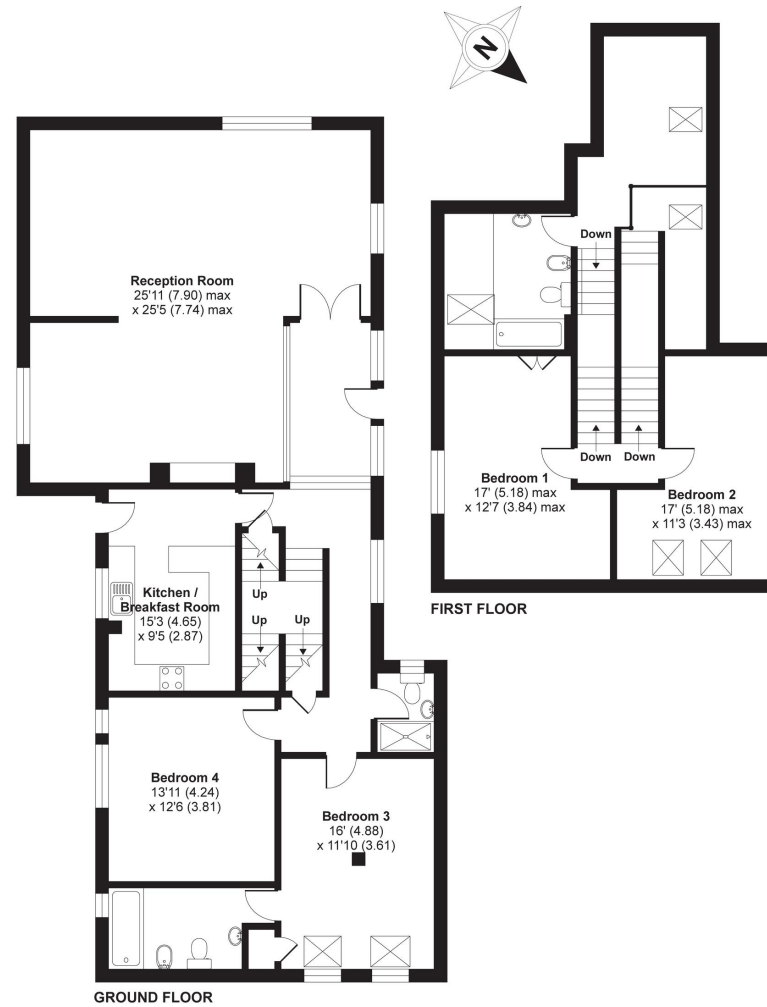 N
Reception Room
25'11 (7.90) max
x 25'5 (7.74) max
Kitchen /
Breakfast Room
15'3 (4.65)
x 9'5 (2.87)
Up
Up
Up
Bedroom 4
13'11 (4.24)
x 12'6 (3.81)
Bedroom 3
16' (4.88)
x 11'10 (3.61)
GROUND FLOOR
Down
Down
Down
Bedroom 1
17' (5.18) max
x 12'7 (3.84) max
Bedroom 2
17' (5.18) max
x 11'3 (3.43) max
FIRST FLOOR